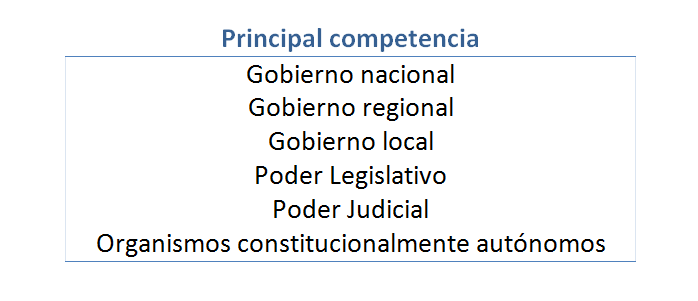 Principal competencia
Gobierno nacional
Gobierno regional
Gobierno local
Poder Legislativo
Poder Judicial
Organismos constitucionalmente autónomos